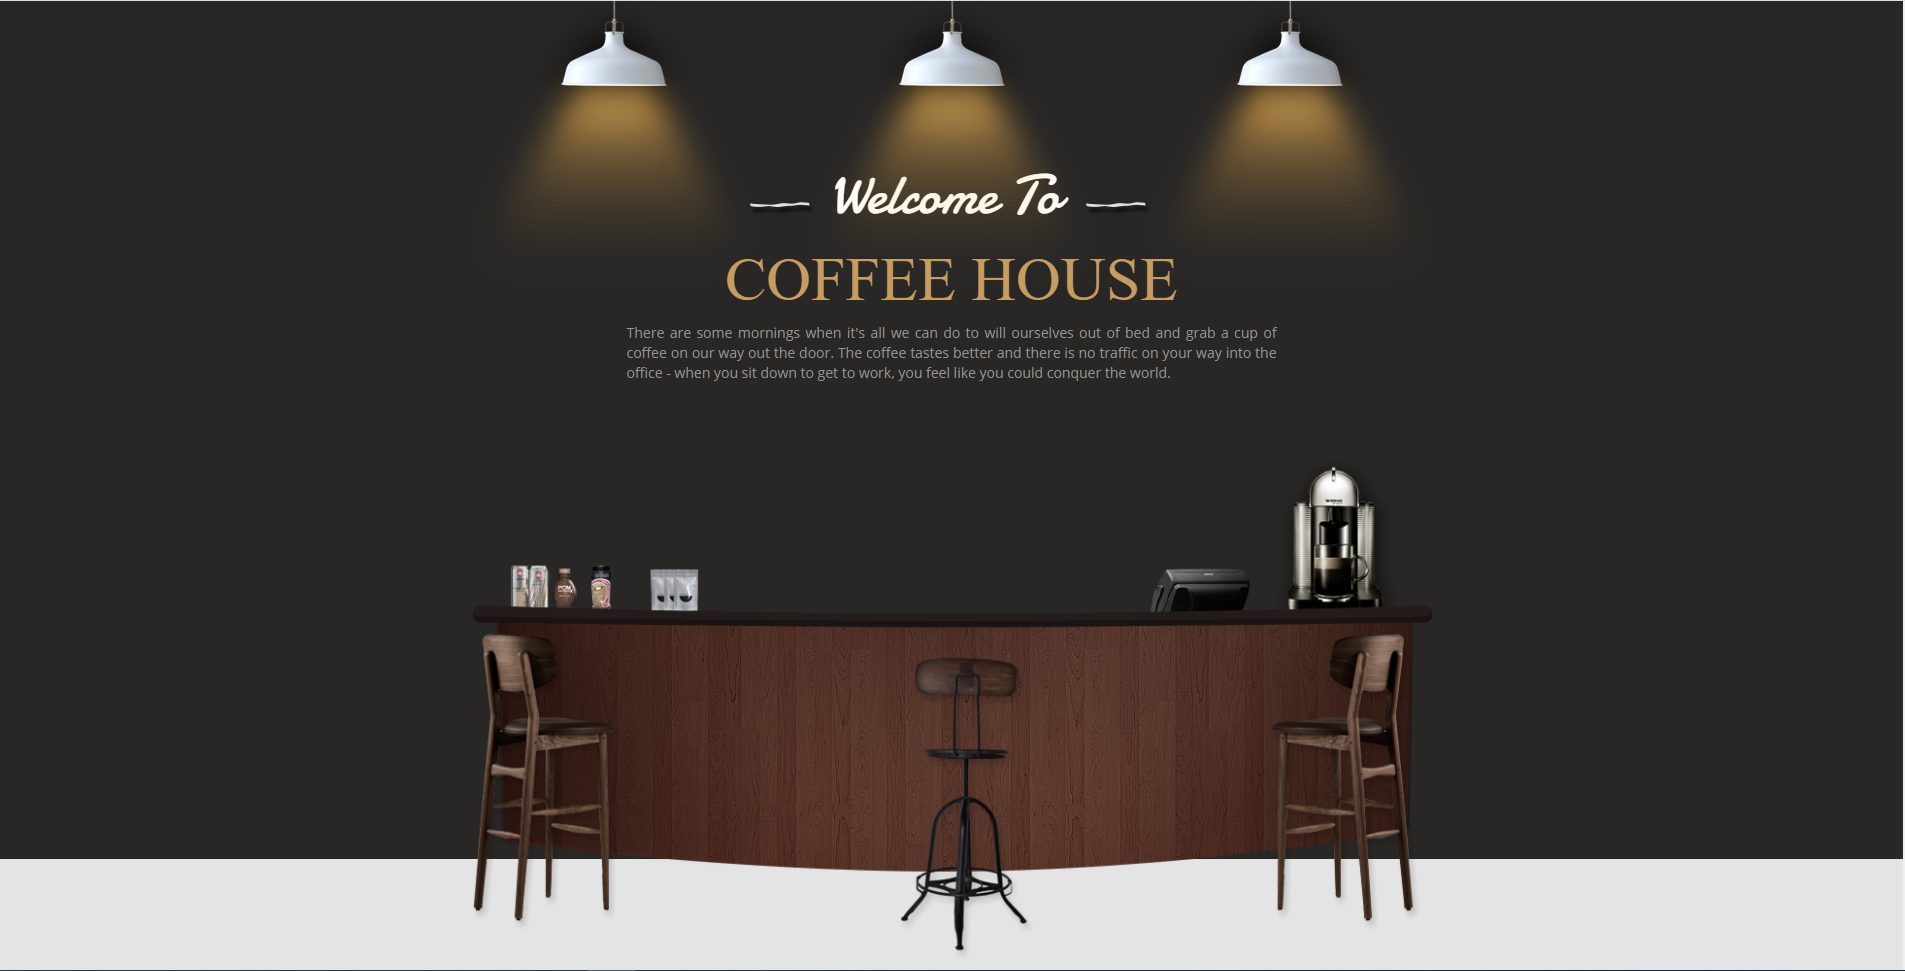 Welcome To
COFFEE HOUSE
There are some mornings when it's all we can do to will ourselves out of bed and grab a cup of
coffee on our way out the door. The coffee tastes better and there is no traffic on your way into the
office - when you sit down to get to work, you feel like you could conquer the world.
POM